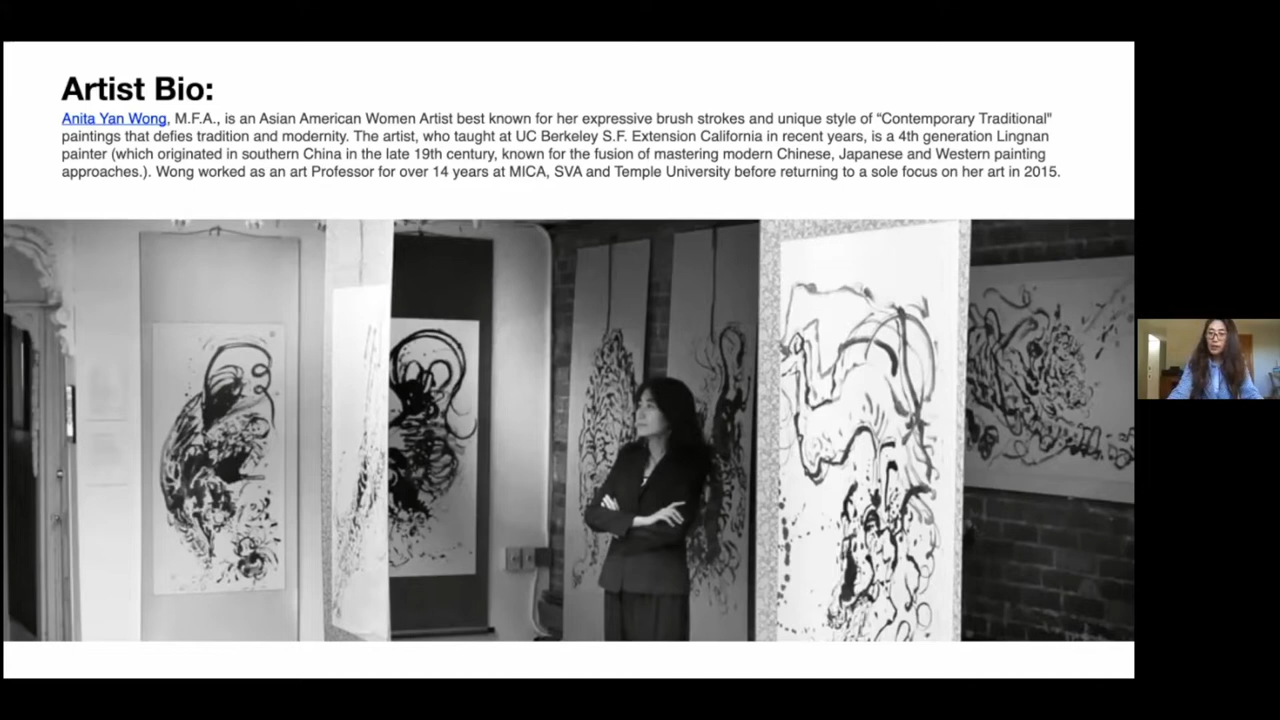 Artist Bio:
Anita Yan Wong, M.F.A., is an Asian American Women Artist best known for her expressive brush strokes and unique style of “Contemporary Traditional”
paintings that defies tradition and modernity. The artist, who taught at UC Berkeley S.F. Extension California in recent years, is a 4th generation Lingnan
painter (which originated in southern China in the late 19th century, known for the fusion of mastering modern Chinese, Japanese and Western painting
approaches.). Wong worked as an art Professor for over 14 years at MICA, SVA and Temple University before returning to a sole focus on her art in 2015.